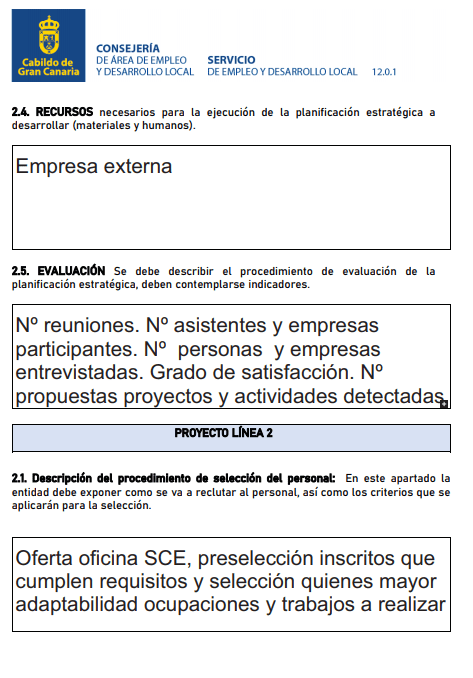 Cabildo de
Gran Canaria
CONSEJERÍA
DE ÁREA DE EMPLEO
Y DESARROLLO LOCAL
SERVICIO
DE EMPLEO Y DESARROLLO LOCAL 12.0.1
2.4. RECURSOS necesarios para la ejecución de la planificación estratégica a
desarrollar (materiales y humanos).
Empresa externa
2.5. EVALUACIÓN Se debe describir el procedimiento de evaluación de la
planificación estratégica, deben contemplarse indicadores.
Nº reuniones. Nº asistentes y empresas
participantes. Nº personas y empresas
entrevistadas. Grado de satisfacción. Nº
propuestas proyectos y actividades detectadas
PROYECTO LÍNEA 2
2.1. Descripción del procedimiento de selección del personal: En este apartado la
entidad debe exponer como se va a reclutar al personal, así como los criterios que se
aplicarán para la selección.
Oferta oficina SCE, preselección inscritos que
cumplen requisitos y selección quienes mayor
adaptabilidad ocupaciones y trabajos a realizar